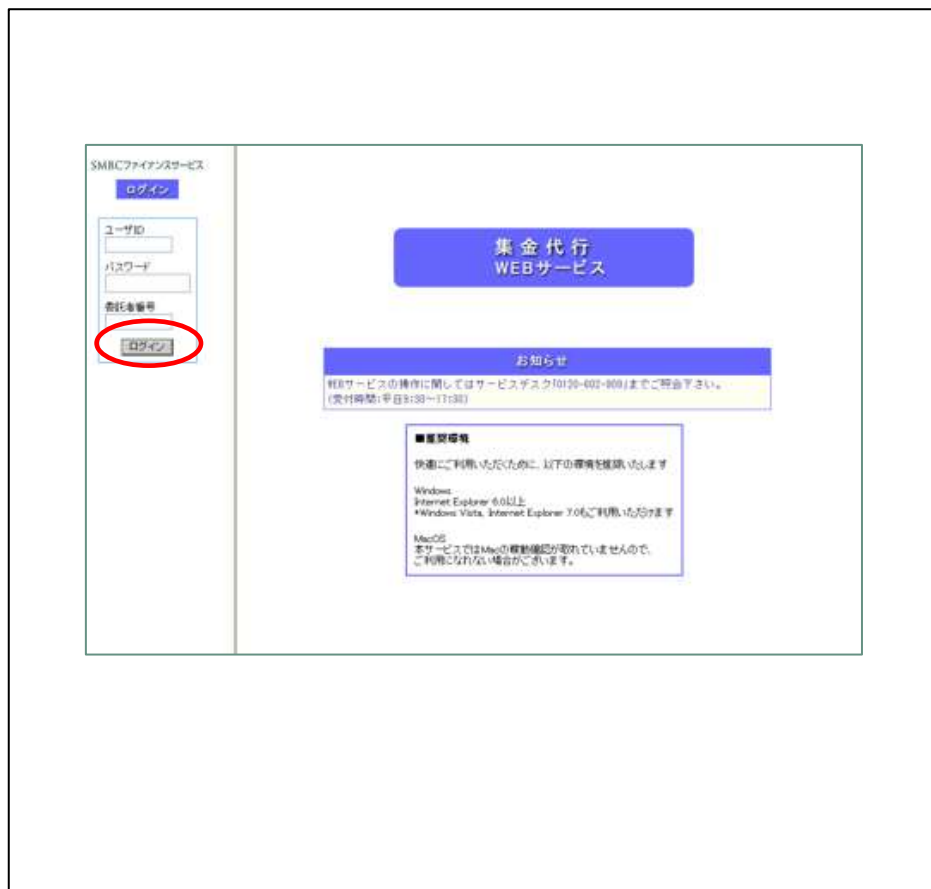 SMBCファイナンスサービス
ログイン
ユーザID
パスワード
委託者番号
ログイン
集金代行
WEBサービス
お知らせ
WEBサービスの操作に関してはサービスデスク「0120-602-808」までご照会下さい。
(受付時間:平日9:30～17:30)
■推奨環境
快適にご利用いただくために、以下の環境を推奨いたします
Windows
Internet Explorer 6.0以上
*Windows Vista, Internet Explorer 7.0もご利用いただけます
MacOS
本サービスではMacの稼動確認が取れていませんので、
ご利用になれない場合がございます。